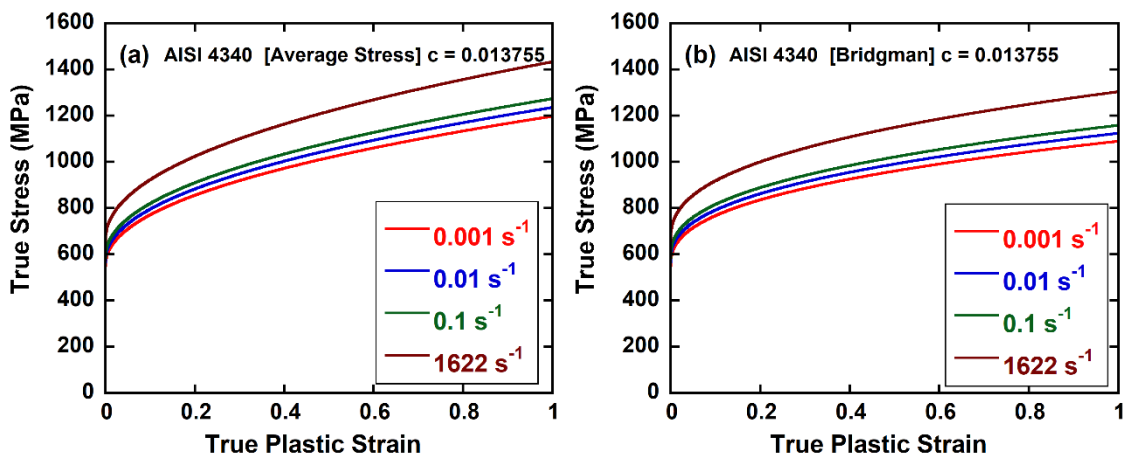 1600
1400
1200
1000
800
600
400
200
0
True Stress (MPa)
(a) AISI 4340 [Average Stress] c = 0.013755
0.001 s⁻¹
0.01 s⁻¹
0.1 s⁻¹
1622 s⁻¹
0 0.2 0.4 0.6 0.8 1
True Plastic Strain
1600
1400
1200
1000
800
600
400
200
0
True Stress (MPa)
(b) AISI 4340 [Bridgman] c = 0.013755
0.001 s⁻¹
0.01 s⁻¹
0.1 s⁻¹
1622 s⁻¹
0 0.2 0.4 0.6 0.8 1
True Plastic Strain